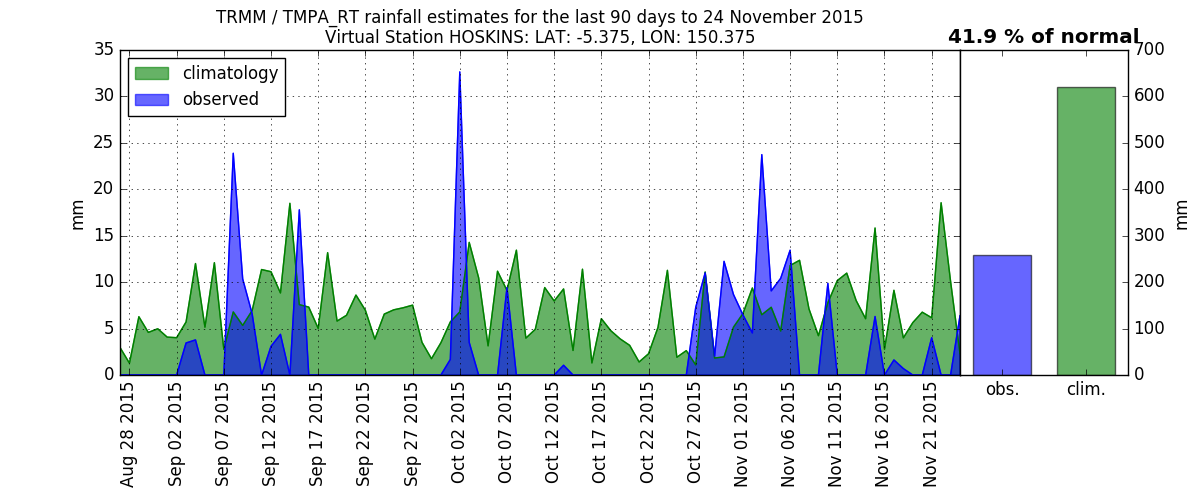 TRMM / TMPA_RT rainfall estimates for the last 90 days to 24 November 2015
Virtual Station HOSKINS: LAT: -5.375, LON: 150.375
41.9 % of normal
climatology
observed
35
30
25
20
15
10
5
0
mm
Aug 28 2015
Sep 02 2015
Sep 07 2015
Sep 12 2015
Sep 17 2015
Sep 22 2015
Sep 27 2015
Oct 02 2015
Oct 07 2015
Oct 12 2015
Oct 17 2015
Oct 22 2015
Oct 27 2015
Nov 01 2015
Nov 06 2015
Nov 11 2015
Nov 16 2015
Nov 21 2015
obs.
clim.
700
600
500
400
300
200
100
0
mm